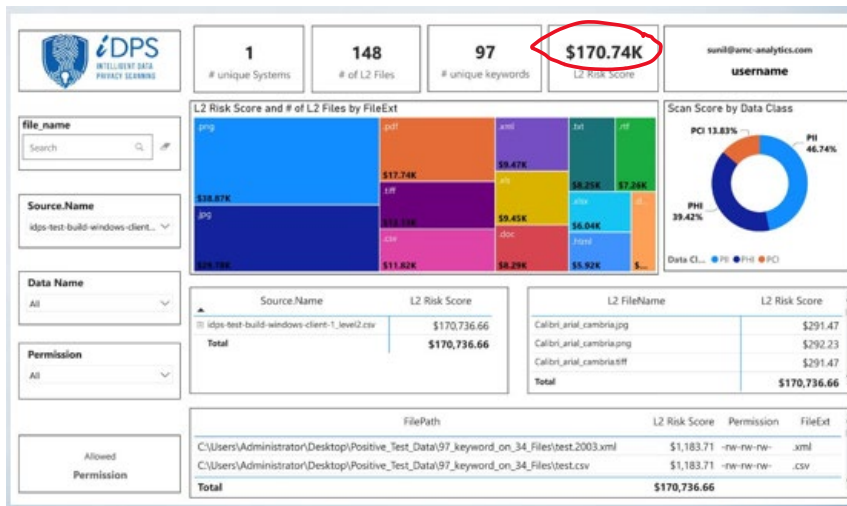 iDPS
INTELLIGENT DATA
PRIVACY SCANNING
1
# unique Systems
148
# of L2 Files
97
# unique keywords
$170.74K
L2 Risk Score
sunil@amc-analytics.com
username
file_name
Search
Source.Name
idps-test-build-windows-client...
Data Name
All
Permission
All
Allowed
Permission
L2 Risk Score and # of L2 Files by FileExt
.png
$38.87K
.jpg
.pdf
$17.74K
.tiff
.csv
$11.82K
.xml
$9.47K
.xls
$9.45K
.doc
$8.29K
.txt
$8.25K
.rtf
$7.26K
.xlsx
$6.04K
.html
$5.92K
.d...
$...
Scan Score by Data Class
PCI 13.83%
PII
46.74%
PHI
39.42%
Data Cl... PII PHI PCI
Source.Name L2 Risk Score
idps-test-build-windows-client-1_level2.csv $170,736.66
Total $170,736.66
L2 FileName L2 Risk Score
Calibri_arial_cambria.jpg $291.47
Calibri_arial_cambria.png $292.23
Calibri_arial_cambria.tiff $291.47
Total $170,736.66
FilePath L2 Risk Score Permission FileExt
C:\Users\Administrator\Desktop\Positive_Test_Data\97_keyword_on_34_Files\test.2003.xml $1,183.71 -rw-rw-rw- .xml
C:\Users\Administrator\Desktop\Positive_Test_Data\97_keyword_on_34_Files\test.csv $1,183.71 -rw-rw-rw- .csv
Total $170,736.66